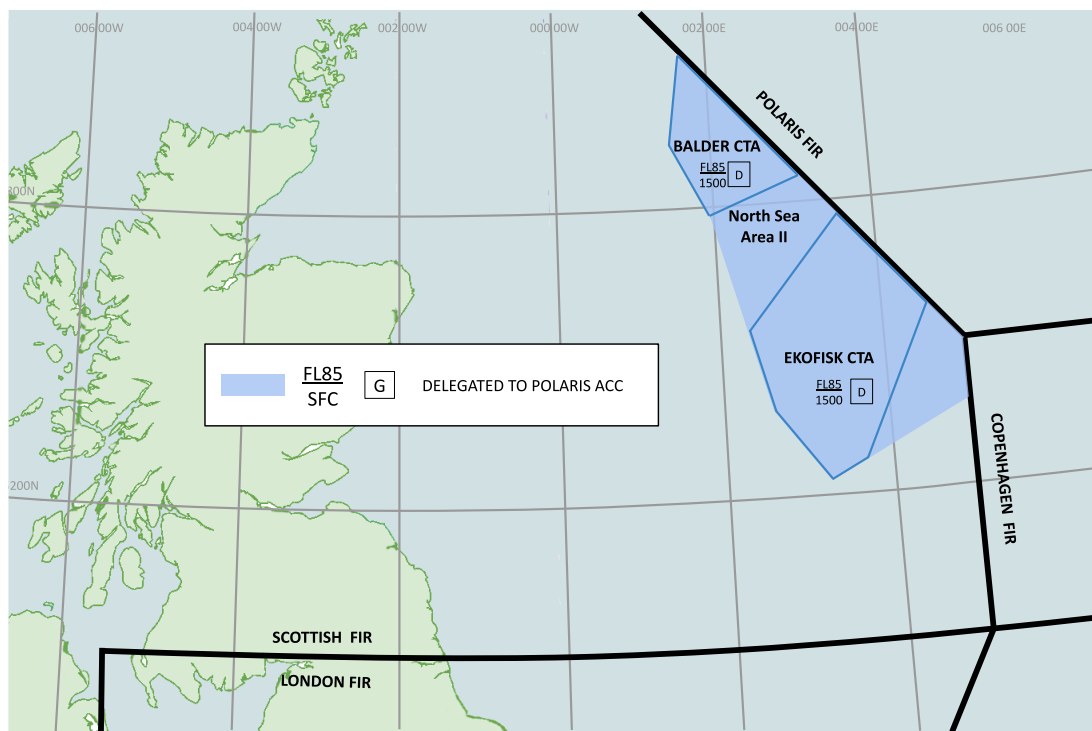 006 00W
004 00W
002 00W
000 00W
002 00E
004 00E
006 00E
POLARIS FIR
BALDER CTA
FL85
1500
D
300N
North Sea
Area II
EKOFISK CTA
FL85
1500
D
FL85
SFC
G
DELEGATED TO POLARIS ACC
COPENHAGEN FIR
200N
SCOTTISH FIR
LONDON FIR